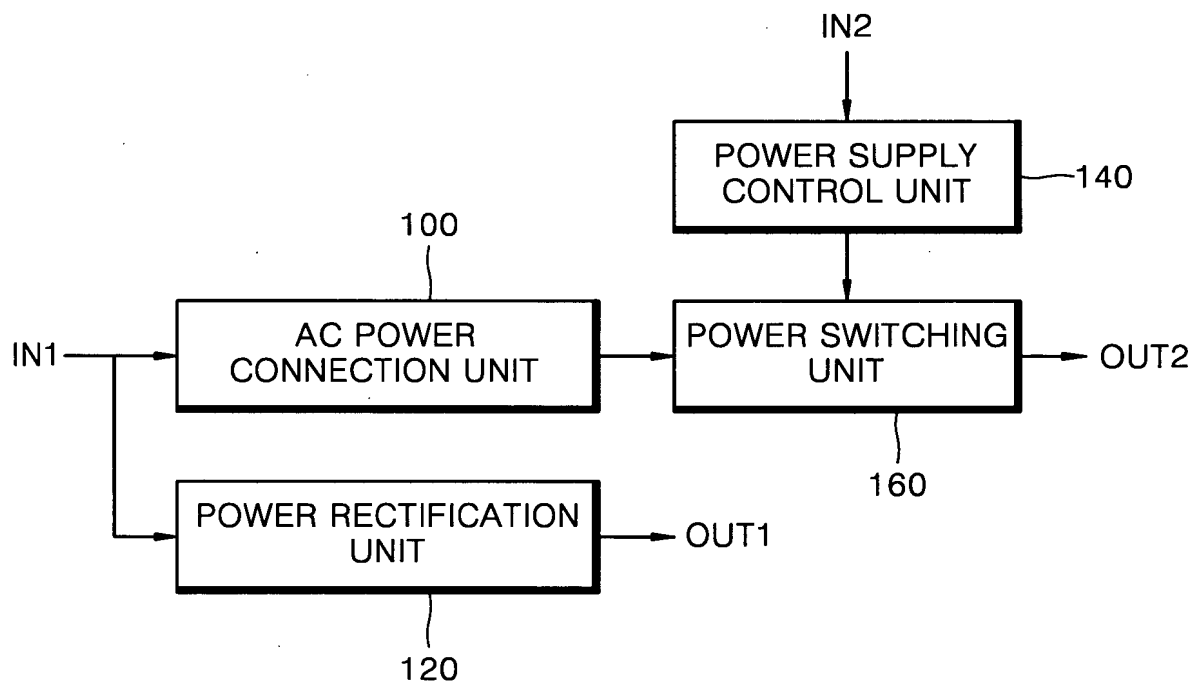 IN2
POWER SUPPLY
CONTROL UNIT
140
100
AC POWER
CONNECTION UNIT
IN1
POWER SWITCHING
UNIT
OUT2
160
POWER RECTIFICATION
UNIT
OUT1
120